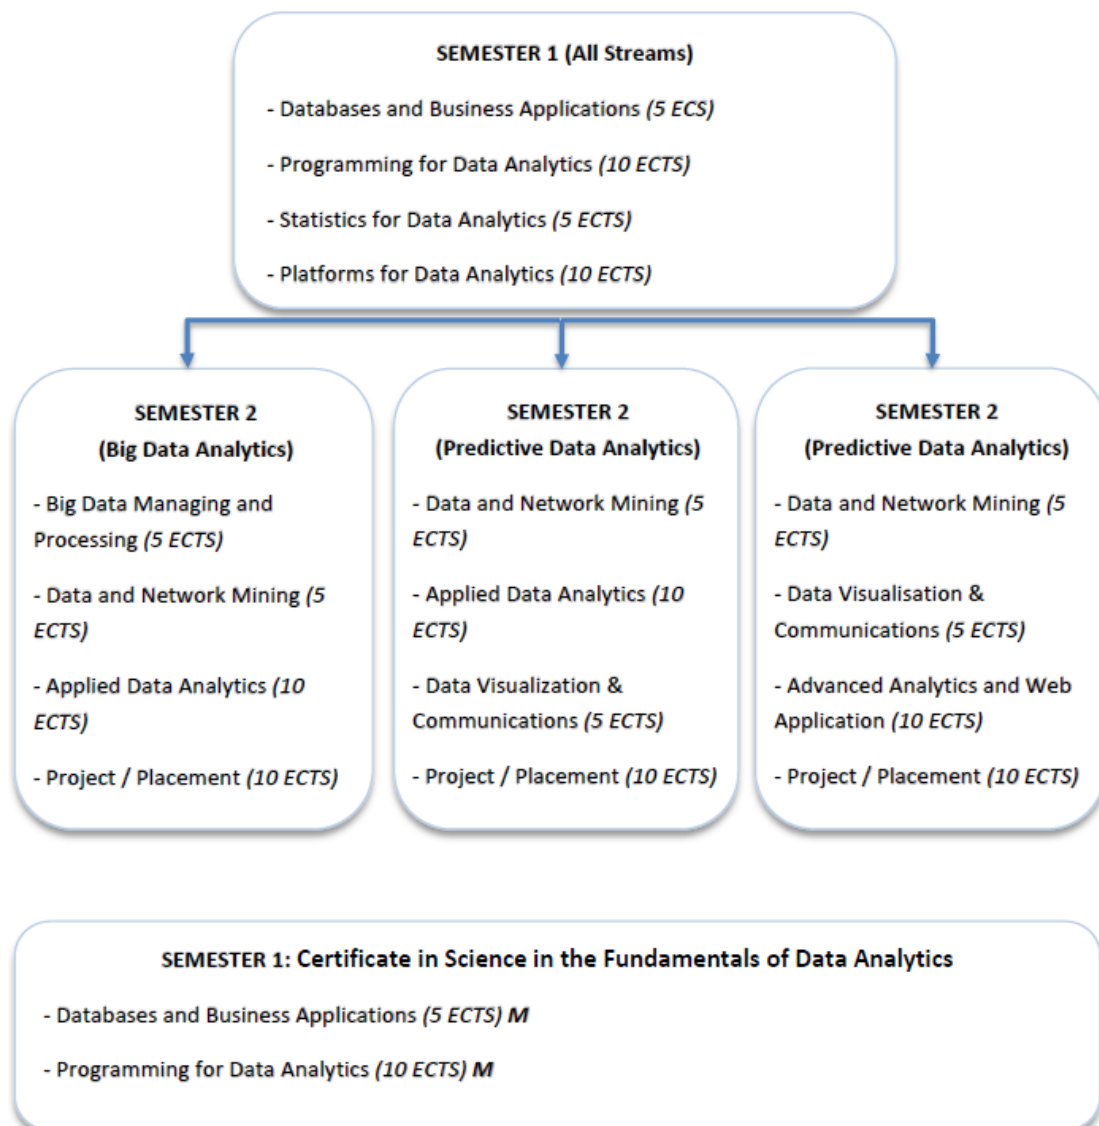 SEMESTER 1 (All Streams)
- Databases and Business Applications (5 ECS)
- Programming for Data Analytics (10 ECTS)
- Statistics for Data Analytics (5 ECTS)
- Platforms for Data Analytics (10 ECTS)
SEMESTER 2
(Big Data Analytics)
- Big Data Managing and
Processing (5 ECTS)
- Data and Network Mining (5
ECTS)
- Applied Data Analytics (10
ECTS)
- Project / Placement (10 ECTS)
SEMESTER 2
(Predictive Data Analytics)
- Data and Network Mining (5
ECTS)
- Applied Data Analytics (10
ECTS)
- Data Visualization &
Communications (5 ECTS)
- Project / Placement (10 ECTS)
SEMESTER 2
(Predictive Data Analytics)
- Data and Network Mining (5
ECTS)
- Data Visualisation &
Communications (5 ECTS)
- Advanced Analytics and Web
Application (10 ECTS)
- Project / Placement (10 ECTS)
SEMESTER 1: Certificate in Science in the Fundamentals of Data Analytics
- Databases and Business Applications (5 ECTS) M
- Programming for Data Analytics (10 ECTS) M